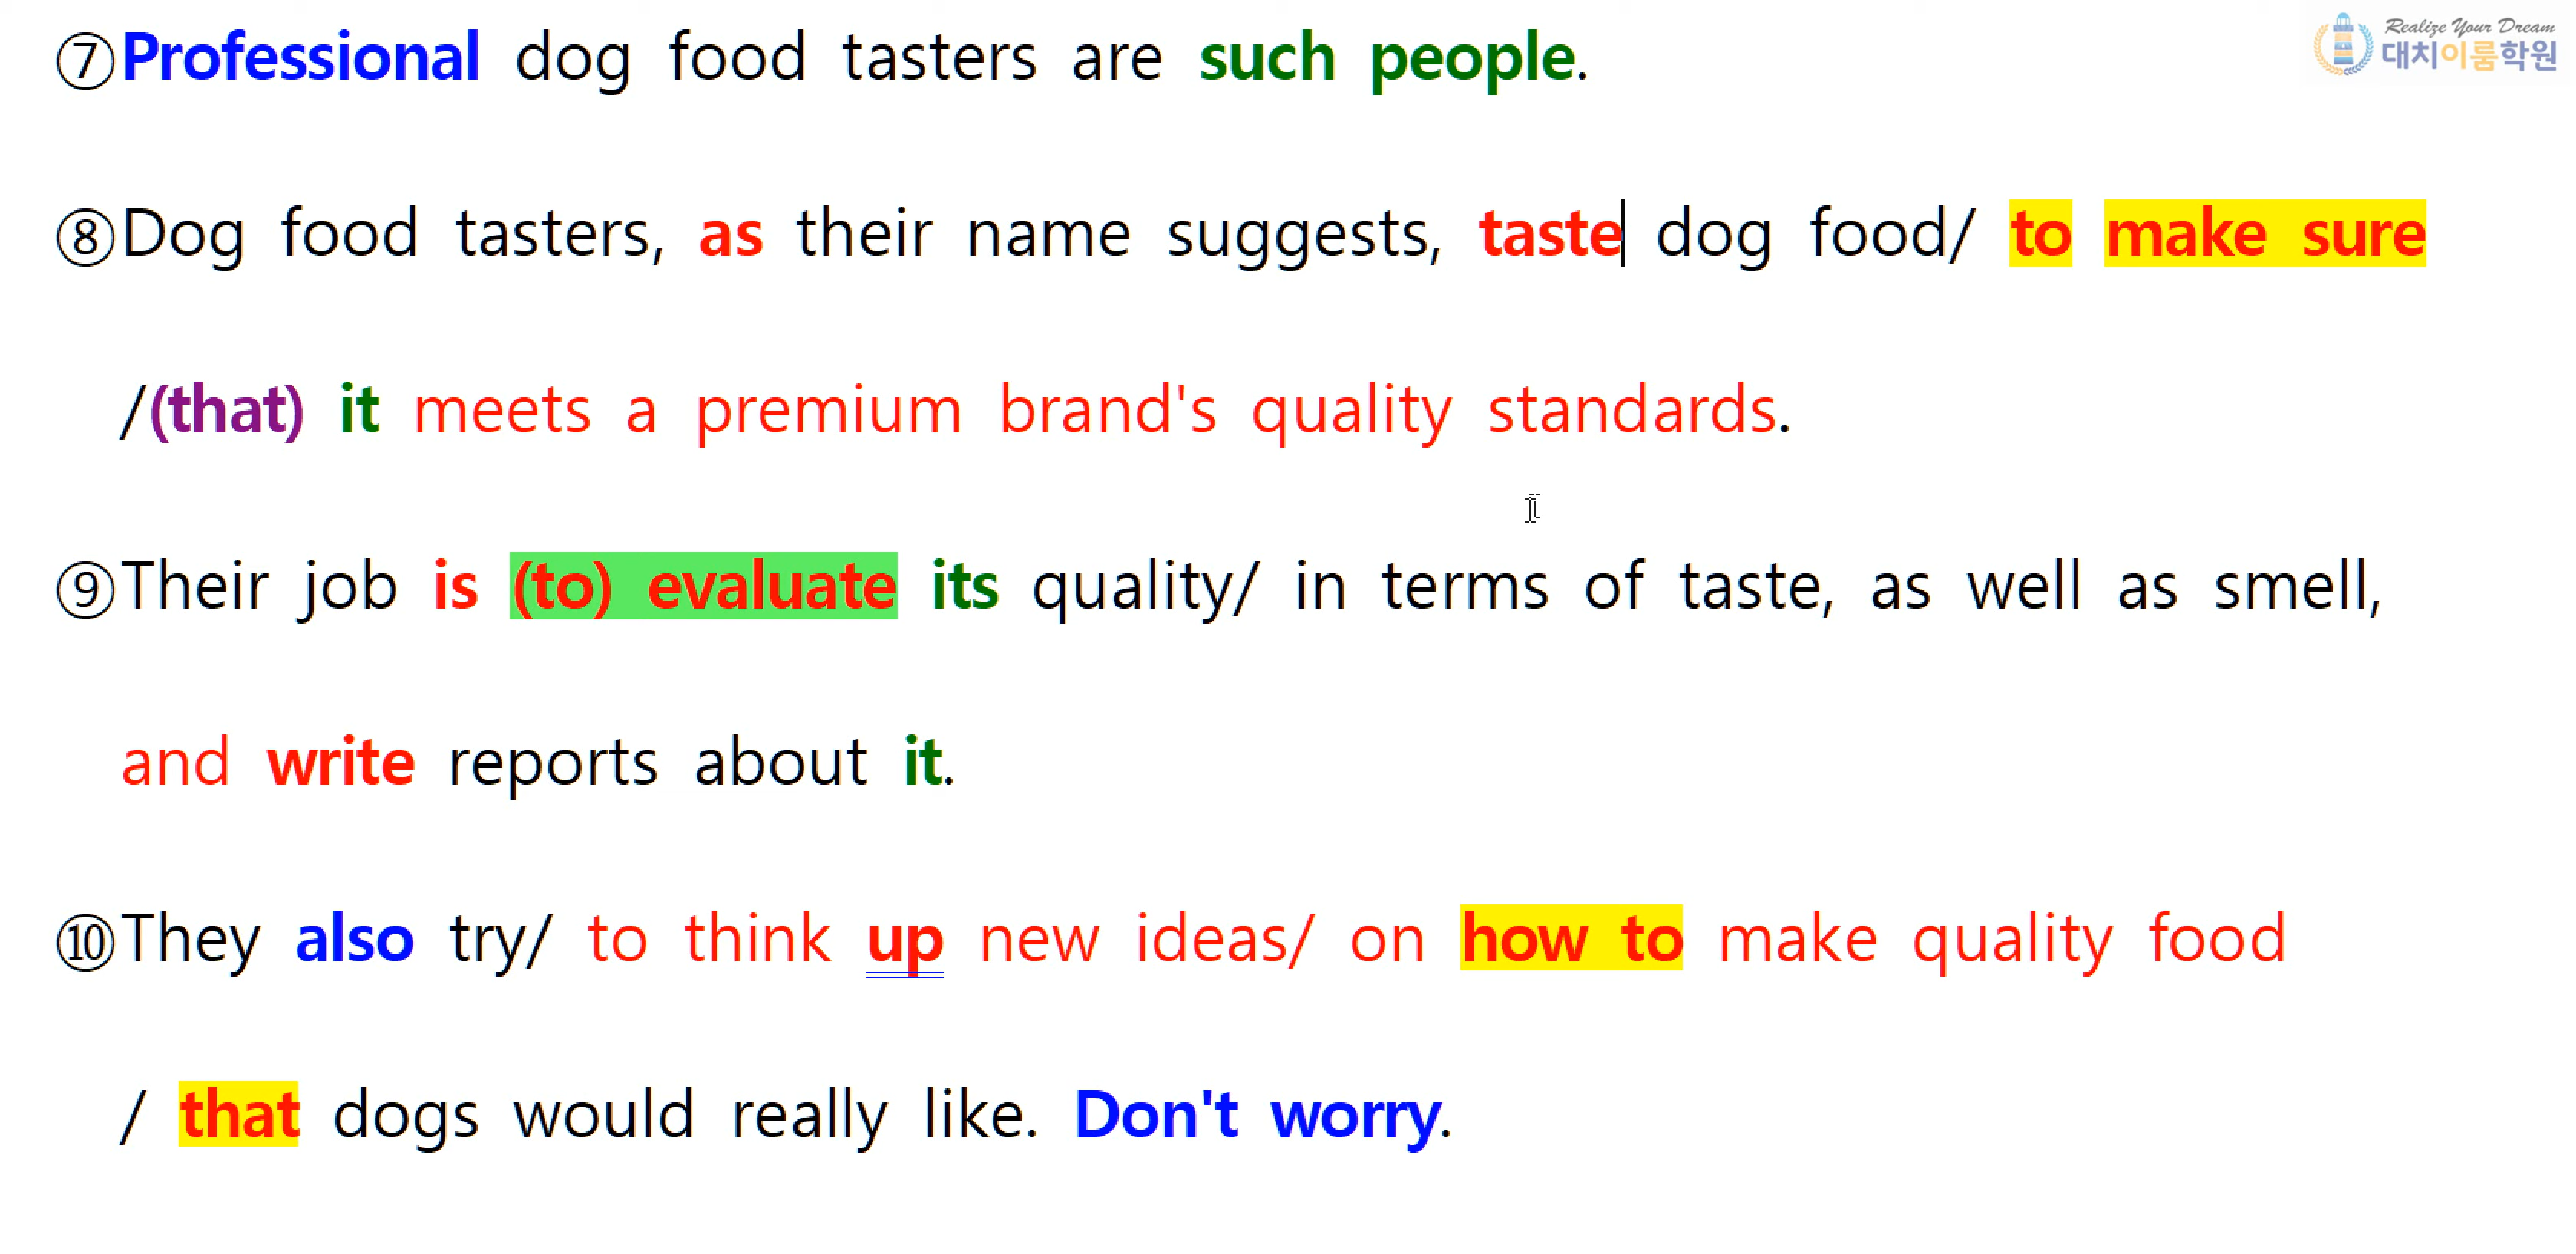 ⑦Professional dog food tasters are such people.
Realize Your Dream
대치이룸학원
⑧Dog food tasters, as their name suggests, taste dog food/ to make sure
/(that) it meets a premium brand's quality standards.
⑨Their job is (to) evaluate its quality/ in terms of taste, as well as smell,
and write reports about it.
⑩They also try/ to think up new ideas/ on how to make quality food
/ that dogs would really like. Don't worry.